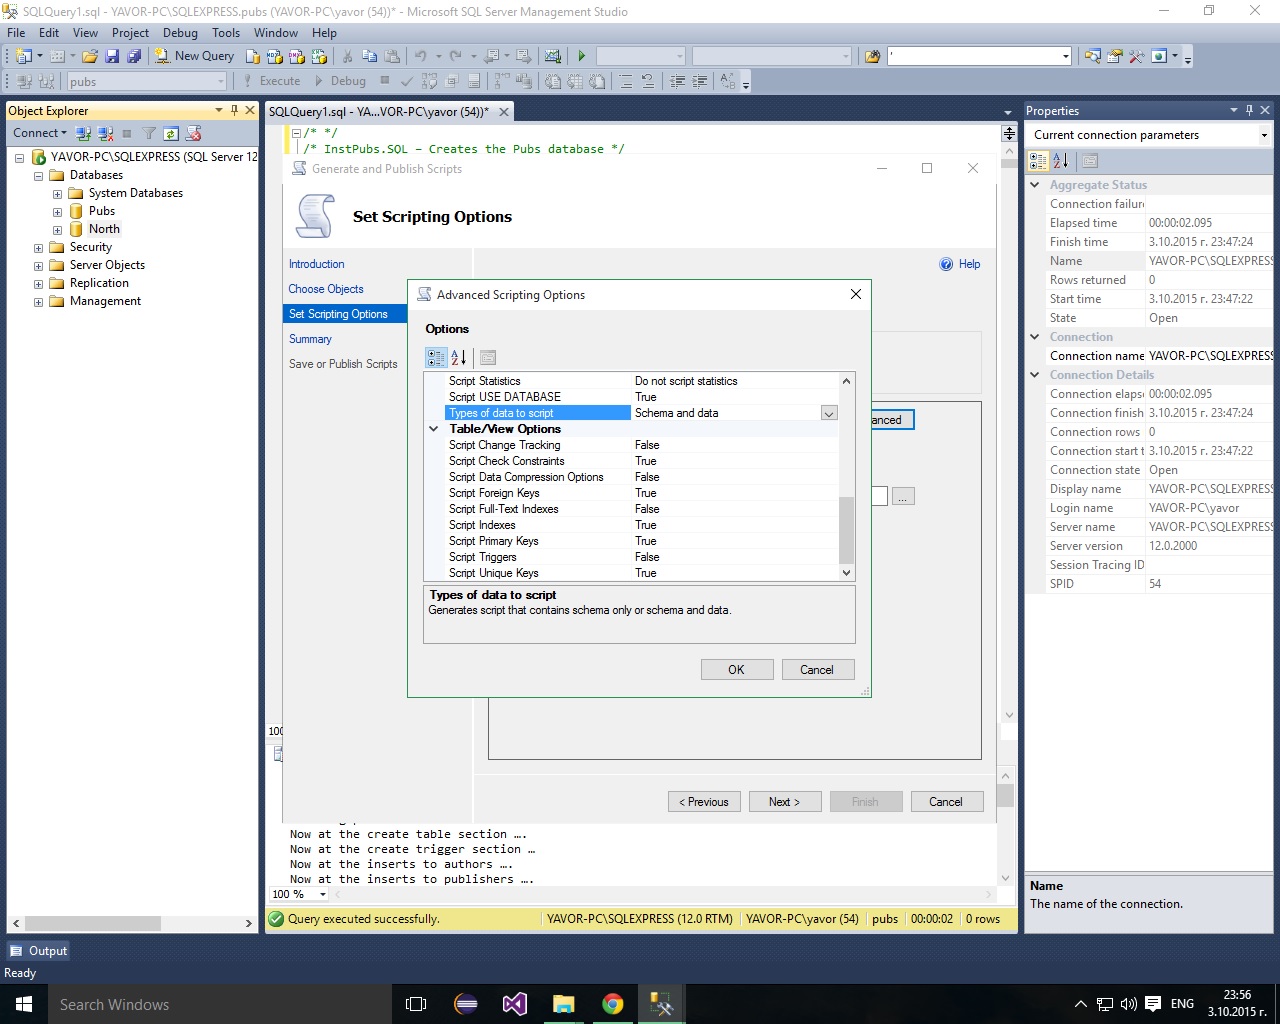 SQLQuery1.sql - YAVOR-PC\SQLEXPRESS.pubs (YAVOR-PC\yavor (54))* - Microsoft SQL Server Management Studio
File Edit View Project Debug Tools Window Help
New Query
pubs Execute Debug
Object Explorer
Connect
YAVOR-PC\SQLEXPRESS (SQL Server 12
Databases
System Databases
Pubs
North
Security
Server Objects
Replication
Management
SQLQuery1.sql - YA...VOR-PC\yavor (54))*
/* */
/* InstPubs.SQL - Creates the Pubs database */
Generate and Publish Scripts
Set Scripting Options
Introduction
Choose Objects
Set Scripting Options
Summary
Save or Publish Scripts
Help
Advanced Scripting Options
Options
Script Statistics Do not script statistics
Script USE DATABASE True
Types of data to script Schema and data
Table/View Options
Script Change Tracking False
Script Check Constraints True
Script Data Compression Options False
Script Foreign Keys True
Script Full-Text Indexes False
Script Indexes True
Script Primary Keys True
Script Triggers False
Script Unique Keys True
Types of data to script
Generates script that contains schema only or schema and data.
OK Cancel
anced
...
< Previous Next > Finish Cancel
100
Now at the create table section ….
Now at the create trigger section …
Now at the inserts to authors ….
Now at the inserts to publishers ….
100 %
Query executed successfully. YAVOR-PC\SQLEXPRESS (12.0 RTM) YAVOR-PC\yavor (54) pubs 00:00:02 0 rows
Properties
Current connection parameters
Aggregate Status
Connection failure
Elapsed time 00:00:02.095
Finish time 3.10.2015 г. 23:47:24
Name YAVOR-PC\SQLEXPRESS
Rows returned 0
Start time 3.10.2015 г. 23:47:22
State Open
Connection
Connection name YAVOR-PC\SQLEXPRESS
Connection Details
Connection elaps 00:00:02.095
Connection finish 3.10.2015 г. 23:47:24
Connection rows 0
Connection start t 3.10.2015 г. 23:47:22
Connection state Open
Display name YAVOR-PC\SQLEXPRESS
Login name YAVOR-PC\yavor
Server name YAVOR-PC\SQLEXPRESS
Server version 12.0.2000
Session Tracing ID
SPID 54
Name
The name of the connection.
Output
Ready
Search Windows
ENG
23:56
3.10.2015 г.